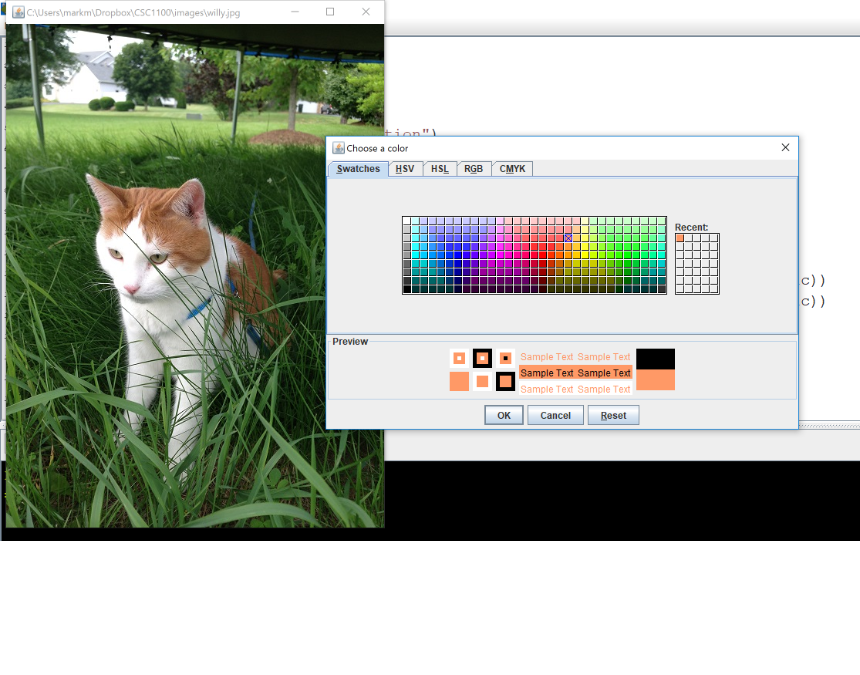 C:\Users\markm\Dropbox\CSC1100\images\willy.jpg
tion")
Choose a color
Swatches HSV HSL RGB CMYK
Recent:
c))
c))
Preview
Sample Text Sample Text
Sample Text Sample Text
Sample Text Sample Text
OK Cancel Reset